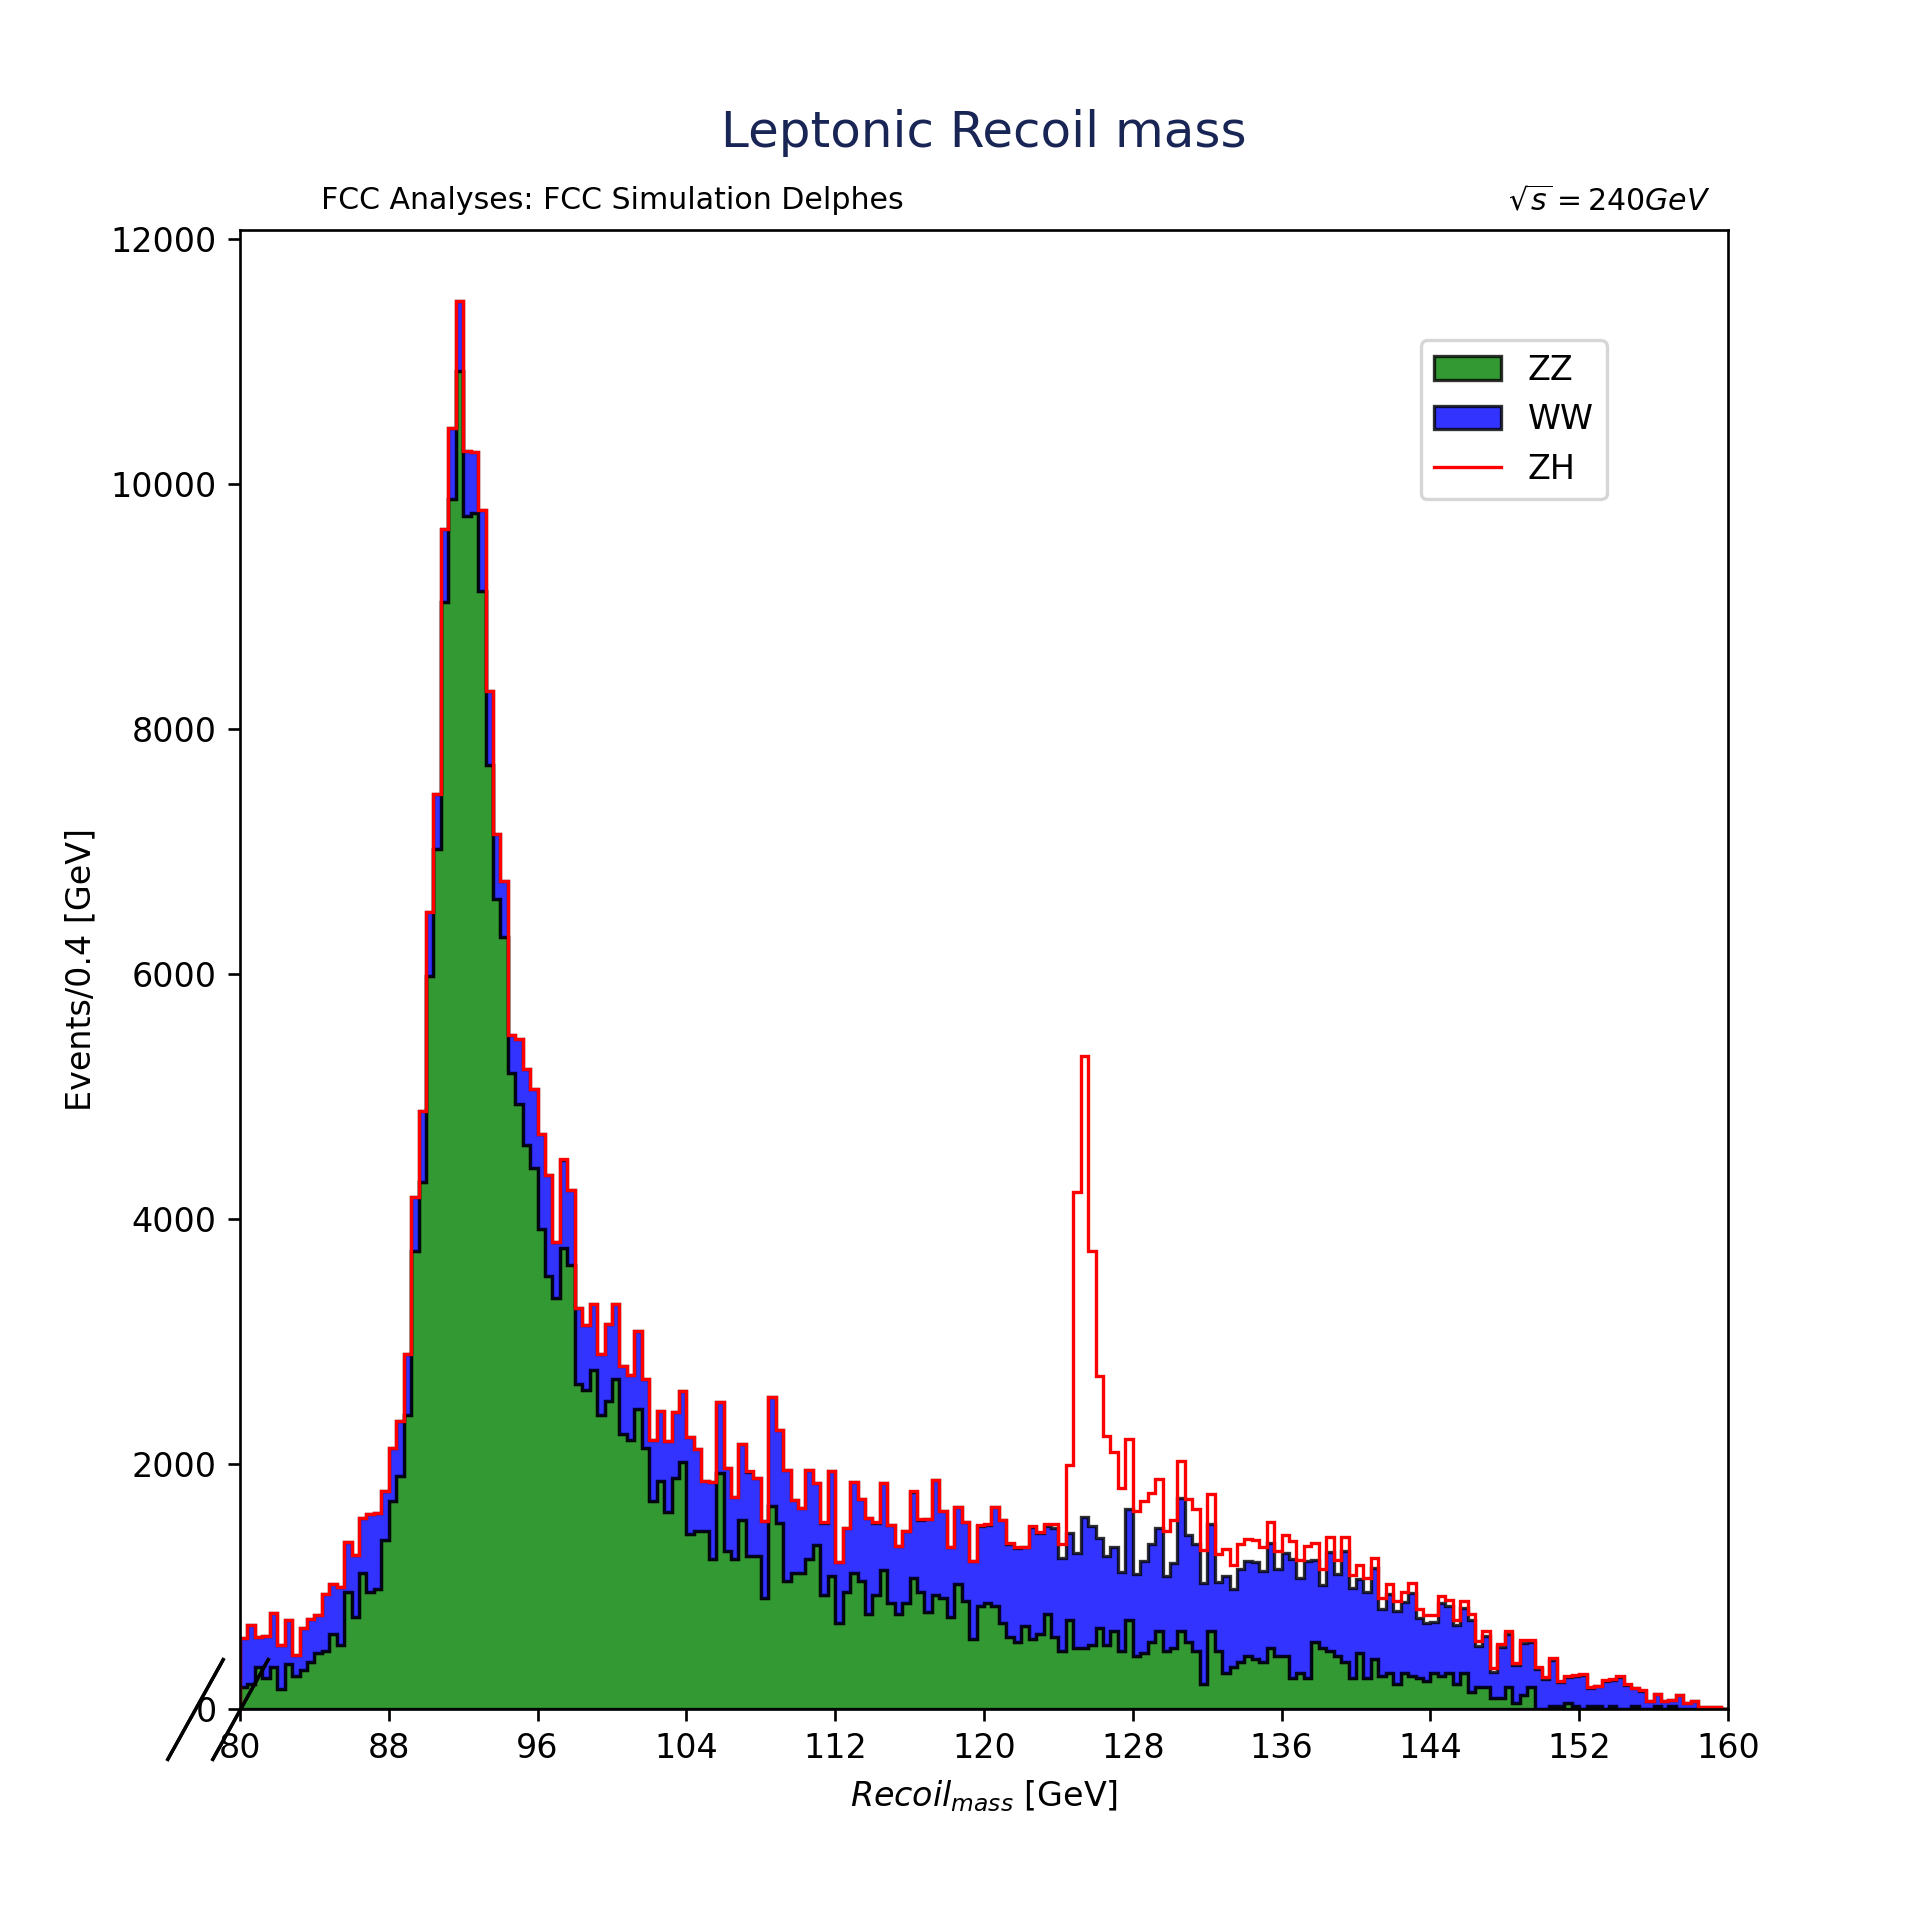 Leptonic Recoil mass
FCC Analyses: FCC Simulation Delphes
√s = 240GeV
12000
10000
8000
6000
4000
2000
0
Events/0.4 [GeV]
ZZ
WW
ZH
80 88 96 104 112 120 128 136 144 152 160
Recoil_mass [GeV]